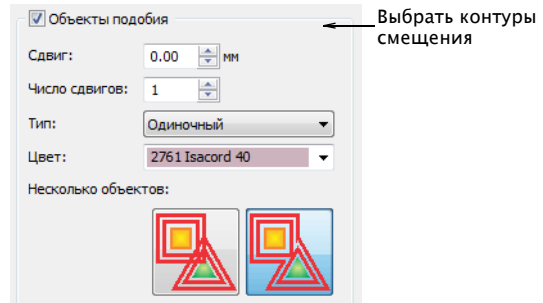 Объекты подобия
Выбрать контуры
смещения
Сдвиг: 0.00 мм
Число сдвигов: 1
Тип: Одиночный
Цвет: 2761 Isacord 40
Несколько объектов: